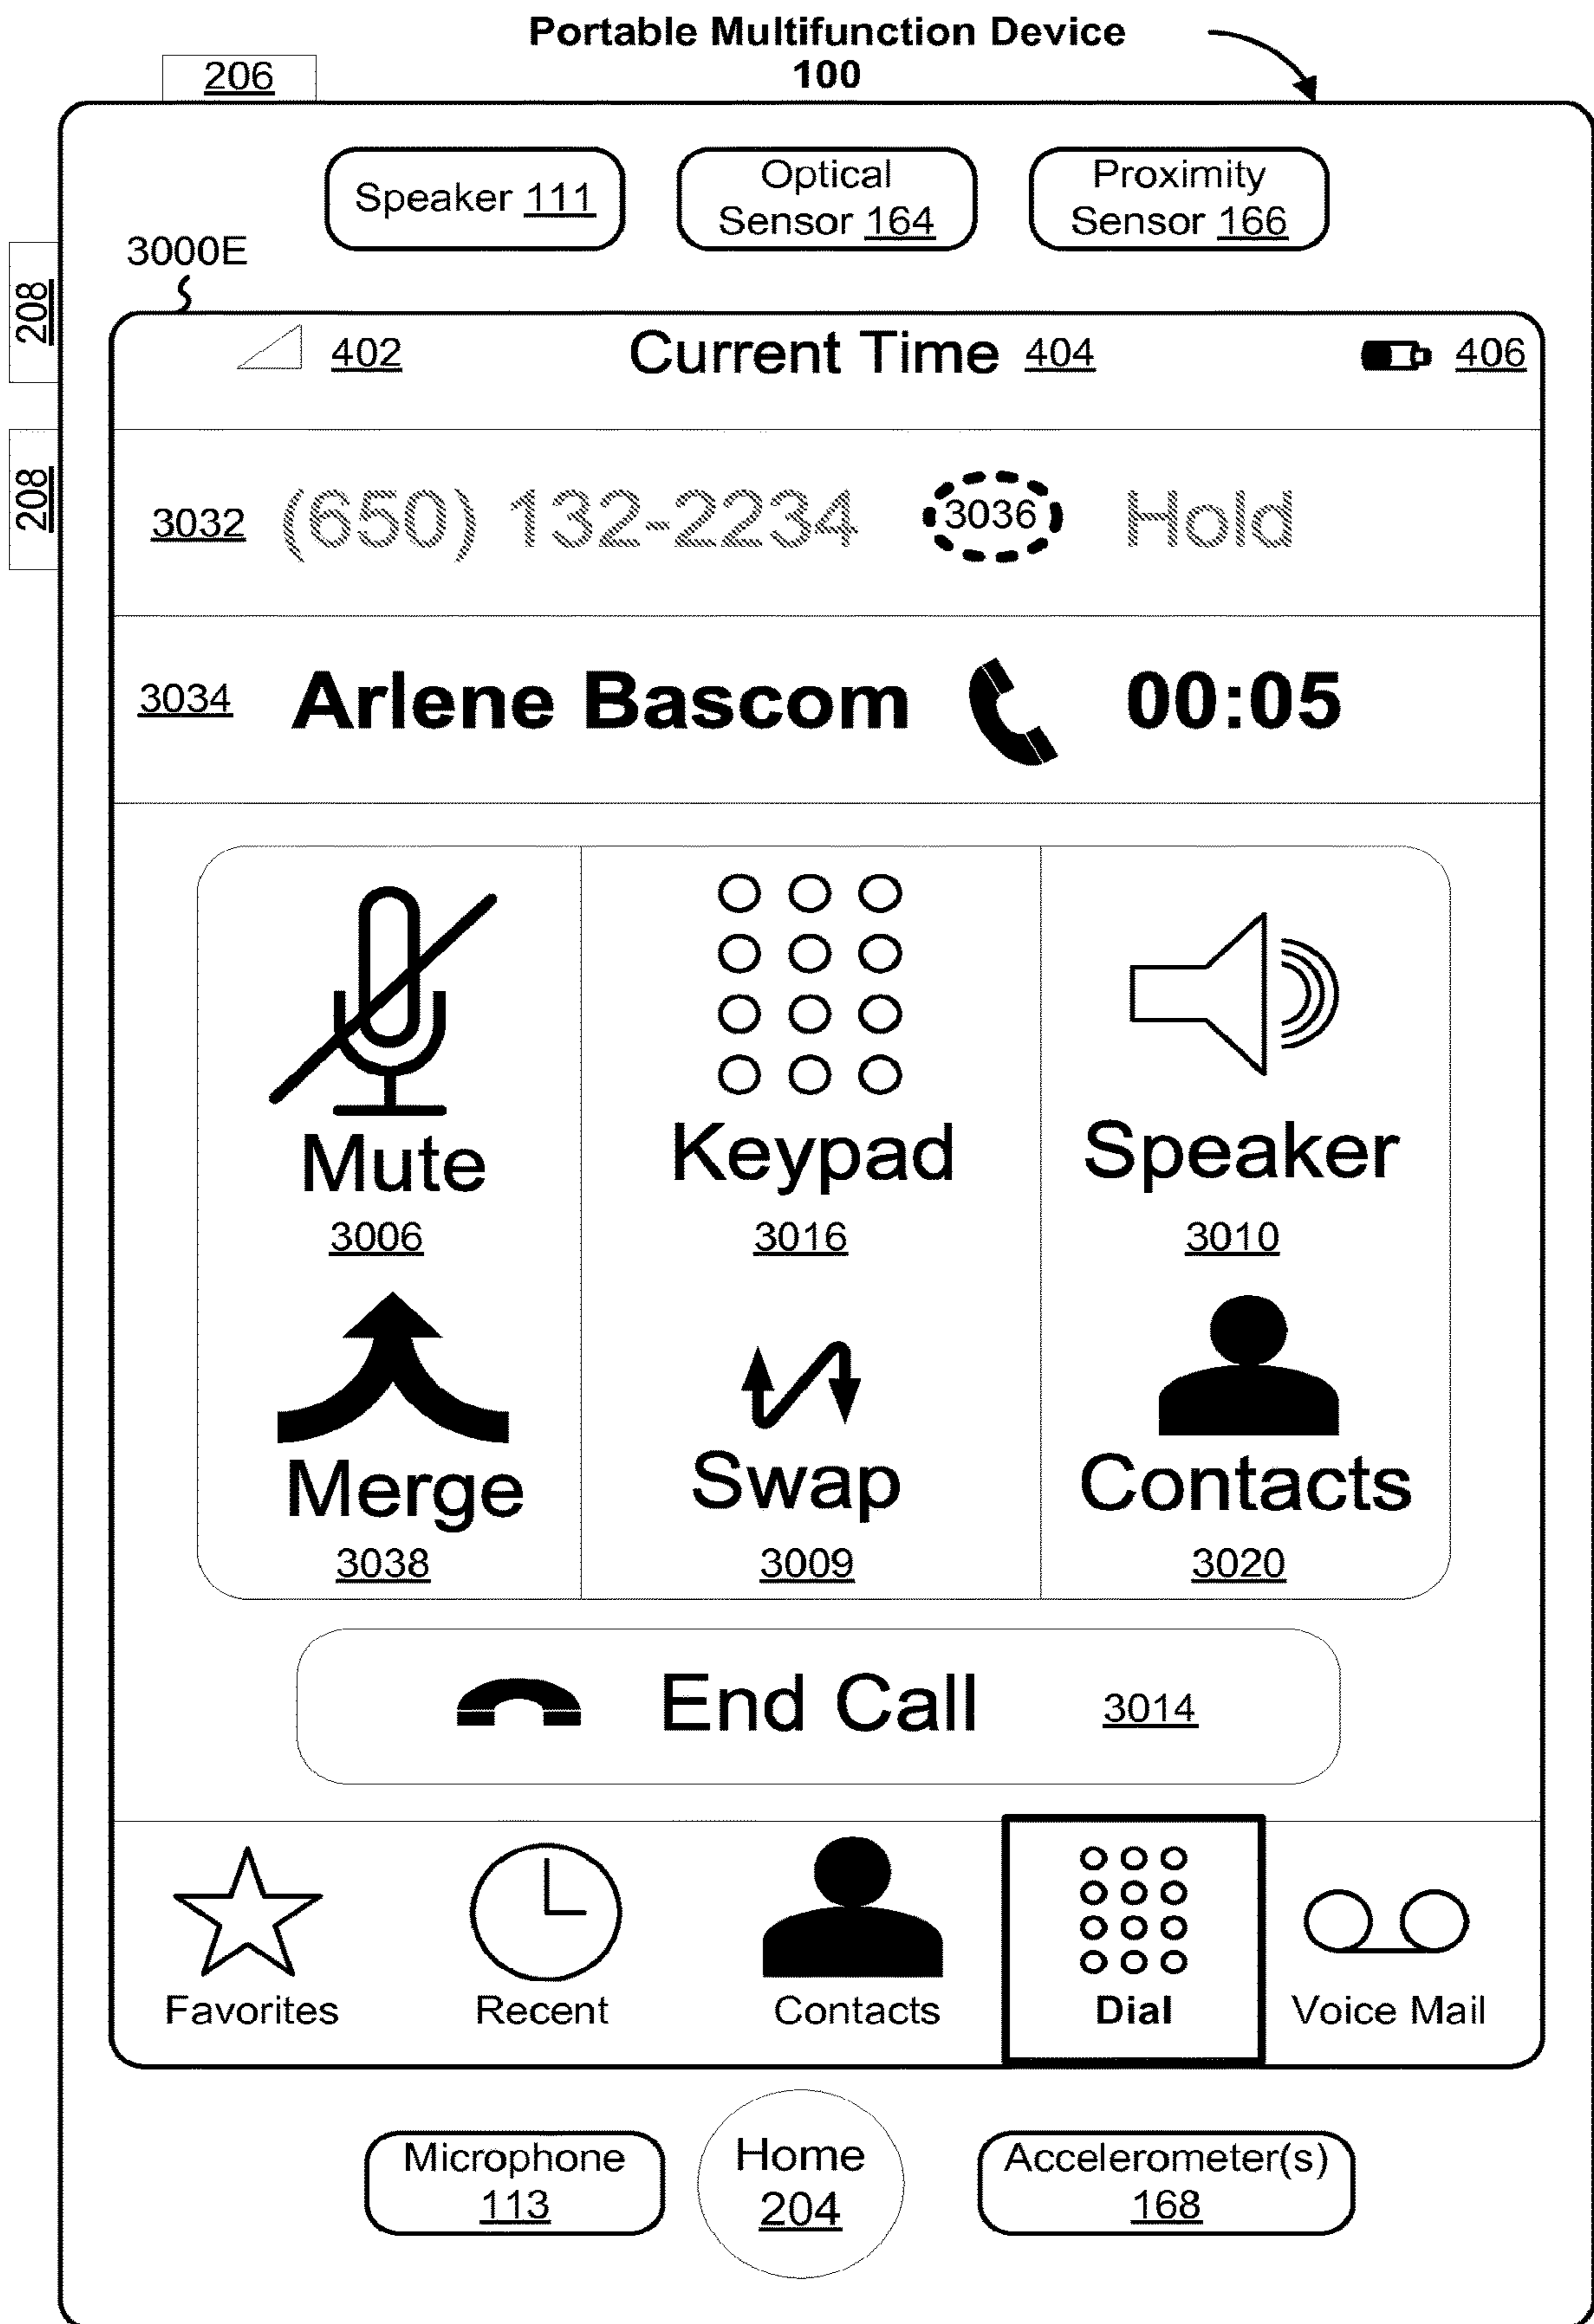 Portable Multifunction Device
100
206
Speaker 111
Optical
Sensor 164
Proximity
Sensor 166
3000E
208
402
Current Time 404
406
208
3032
(650) 132-2234
3036
Hold
3034
Arlene Bascom
00:05
Mute
3006
Keypad
3016
Speaker
3010
Merge
3038
Swap
3009
Contacts
3020
End Call
3014
Favorites
Recent
Contacts
Dial
Voice Mail
Microphone
113
Home
204
Accelerometer(s)
168